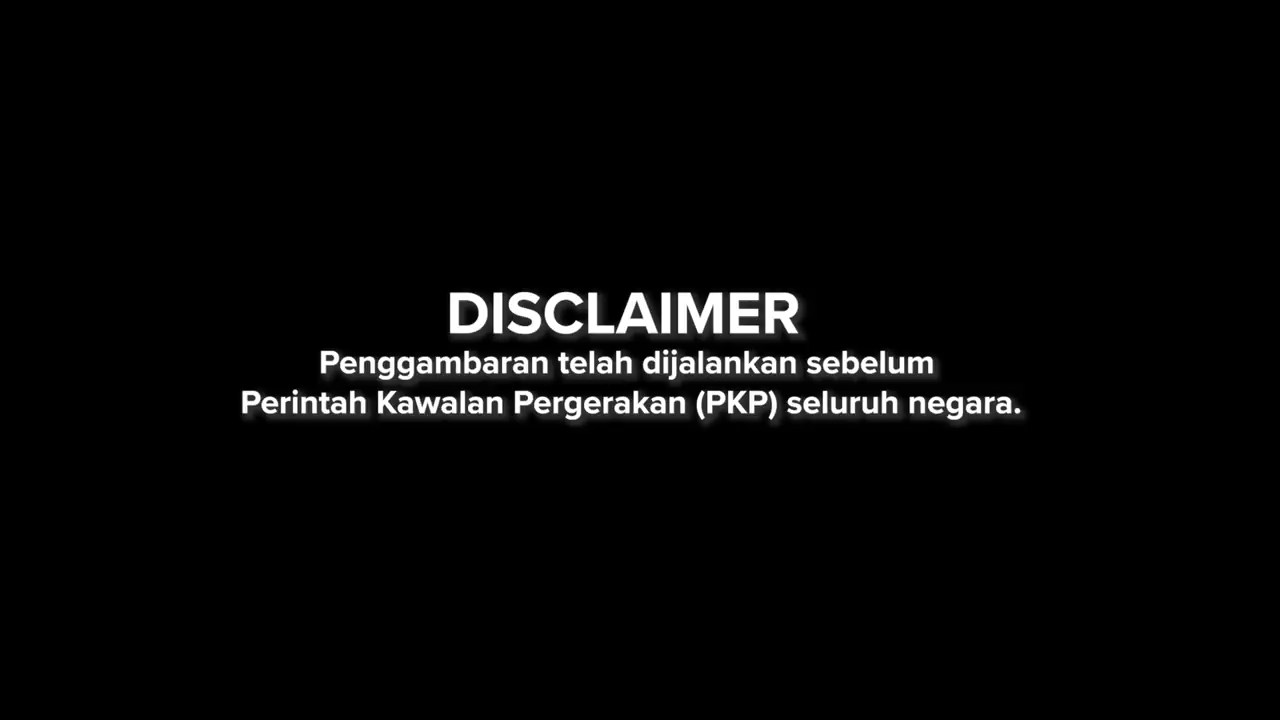 DISCLAIMER
Penggambaran telah dijalankan sebelum
Perintah Kawalan Pergerakan (PKP) seluruh negara.